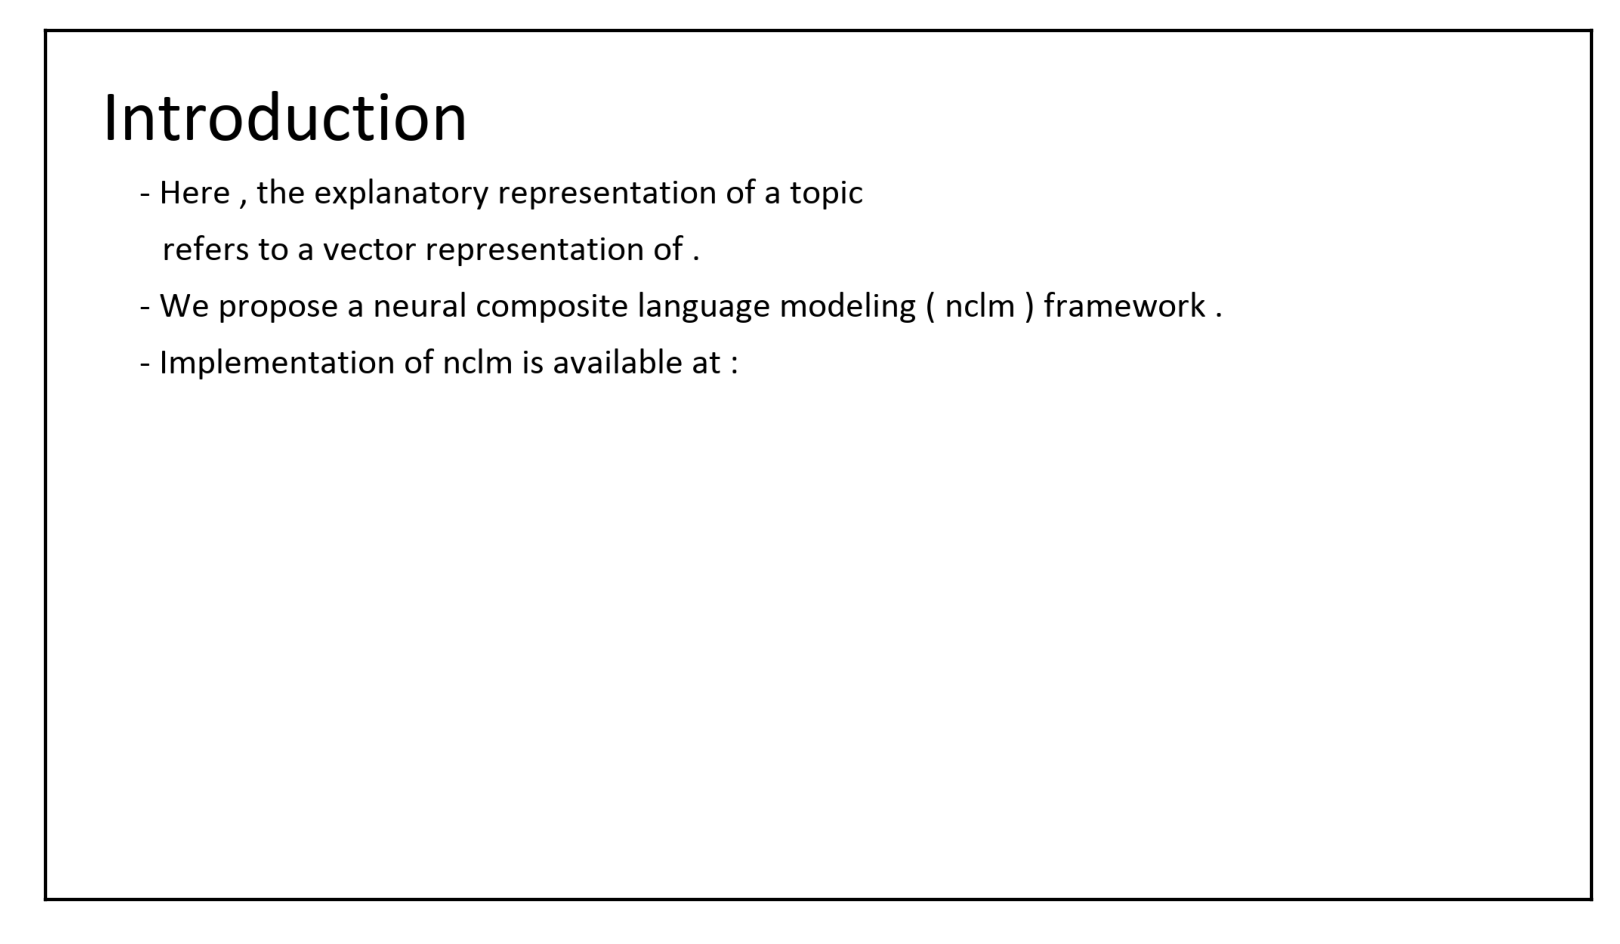 Introduction
- Here , the explanatory representation of a topic
refers to a vector representation of .
- We propose a neural composite language modeling ( nclm ) framework .
- Implementation of nclm is available at :